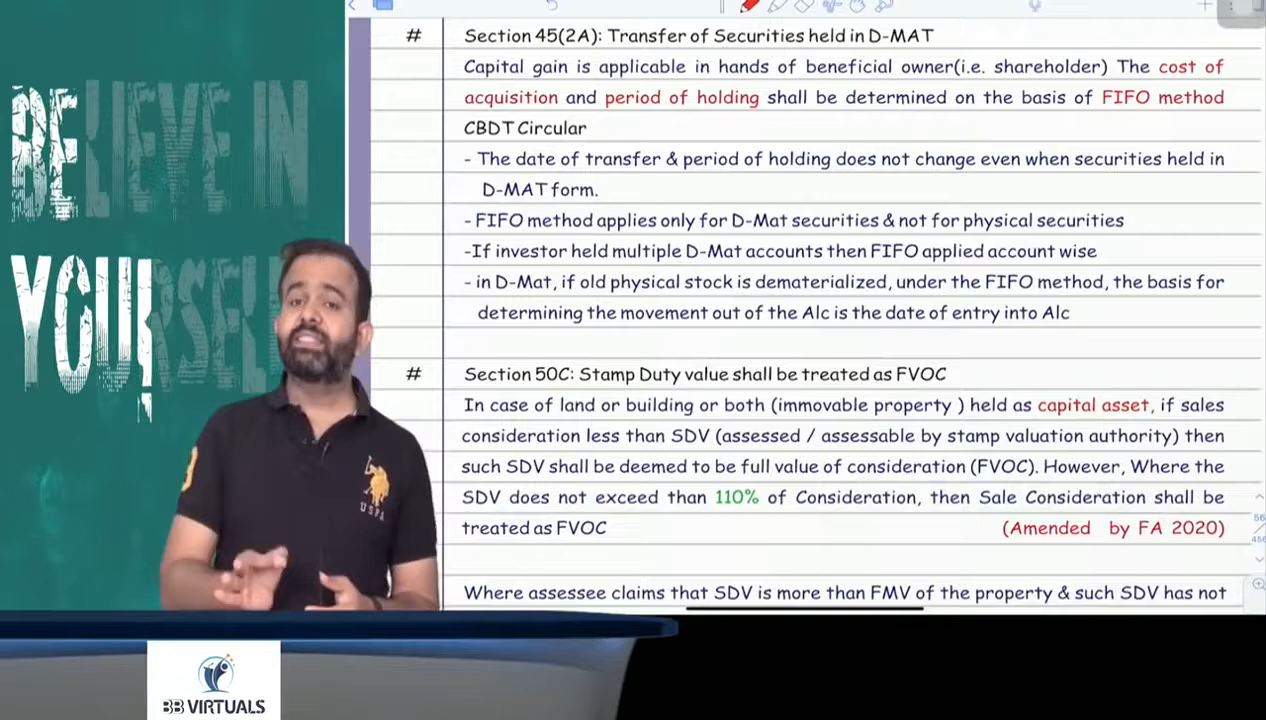 BELIEVE IN
YOURSELF
# Section 45(2A): Transfer of Securities held in D-MAT
Capital gain is applicable in hands of beneficial owner(i.e. shareholder) The cost of
acquisition and period of holding shall be determined on the basis of FIFO method
CBDT Circular
- The date of transfer & period of holding does not change even when securities held in
D-MAT form.
- FIFO method applies only for D-Mat securities & not for physical securities
-If investor held multiple D-Mat accounts then FIFO applied account wise
- in D-Mat, if old physical stock is dematerialized, under the FIFO method, the basis for
determining the movement out of the Alc is the date of entry into Alc
# Section 50C: Stamp Duty value shall be treated as FVOC
In case of land or building or both (immovable property ) held as capital asset, if sales
consideration less than SDV (assessed / assessable by stamp valuation authority) then
such SDV shall be deemed to be full value of consideration (FVOC). However, Where the
SDV does not exceed than 110% of Consideration, then Sale Consideration shall be
treated as FVOC (Amended by FA 2020)
Where assessee claims that SDV is more than FMV of the property & such SDV has not
3
USPA
BB VIRTUALS